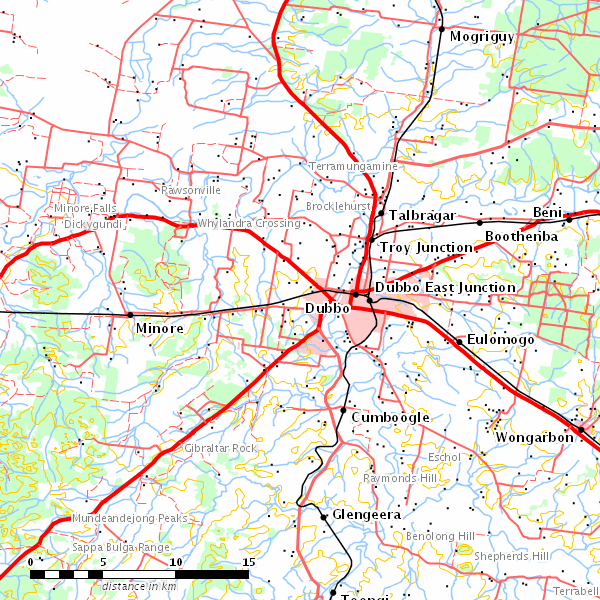 Mogriguy
Terramungamine
Rawsonville
Brocklehurst
Minore Falls
Dickygundi
Whylandra Crossing
Talbragar
Beni
Troy Junction
Bootherba
Dubbo East Junction
Dubbo
Minore
Eulomogo
Cumboogle
Wongarbon
Gibraltar Rock
Eschol
Raymonds Hill
Mundeandejong Peaks
Glengeera
Benolong Hill
Sappa Bulga Range
Shepherds Hill
0 5 10 15
distance in km
Terrabell
Toongi